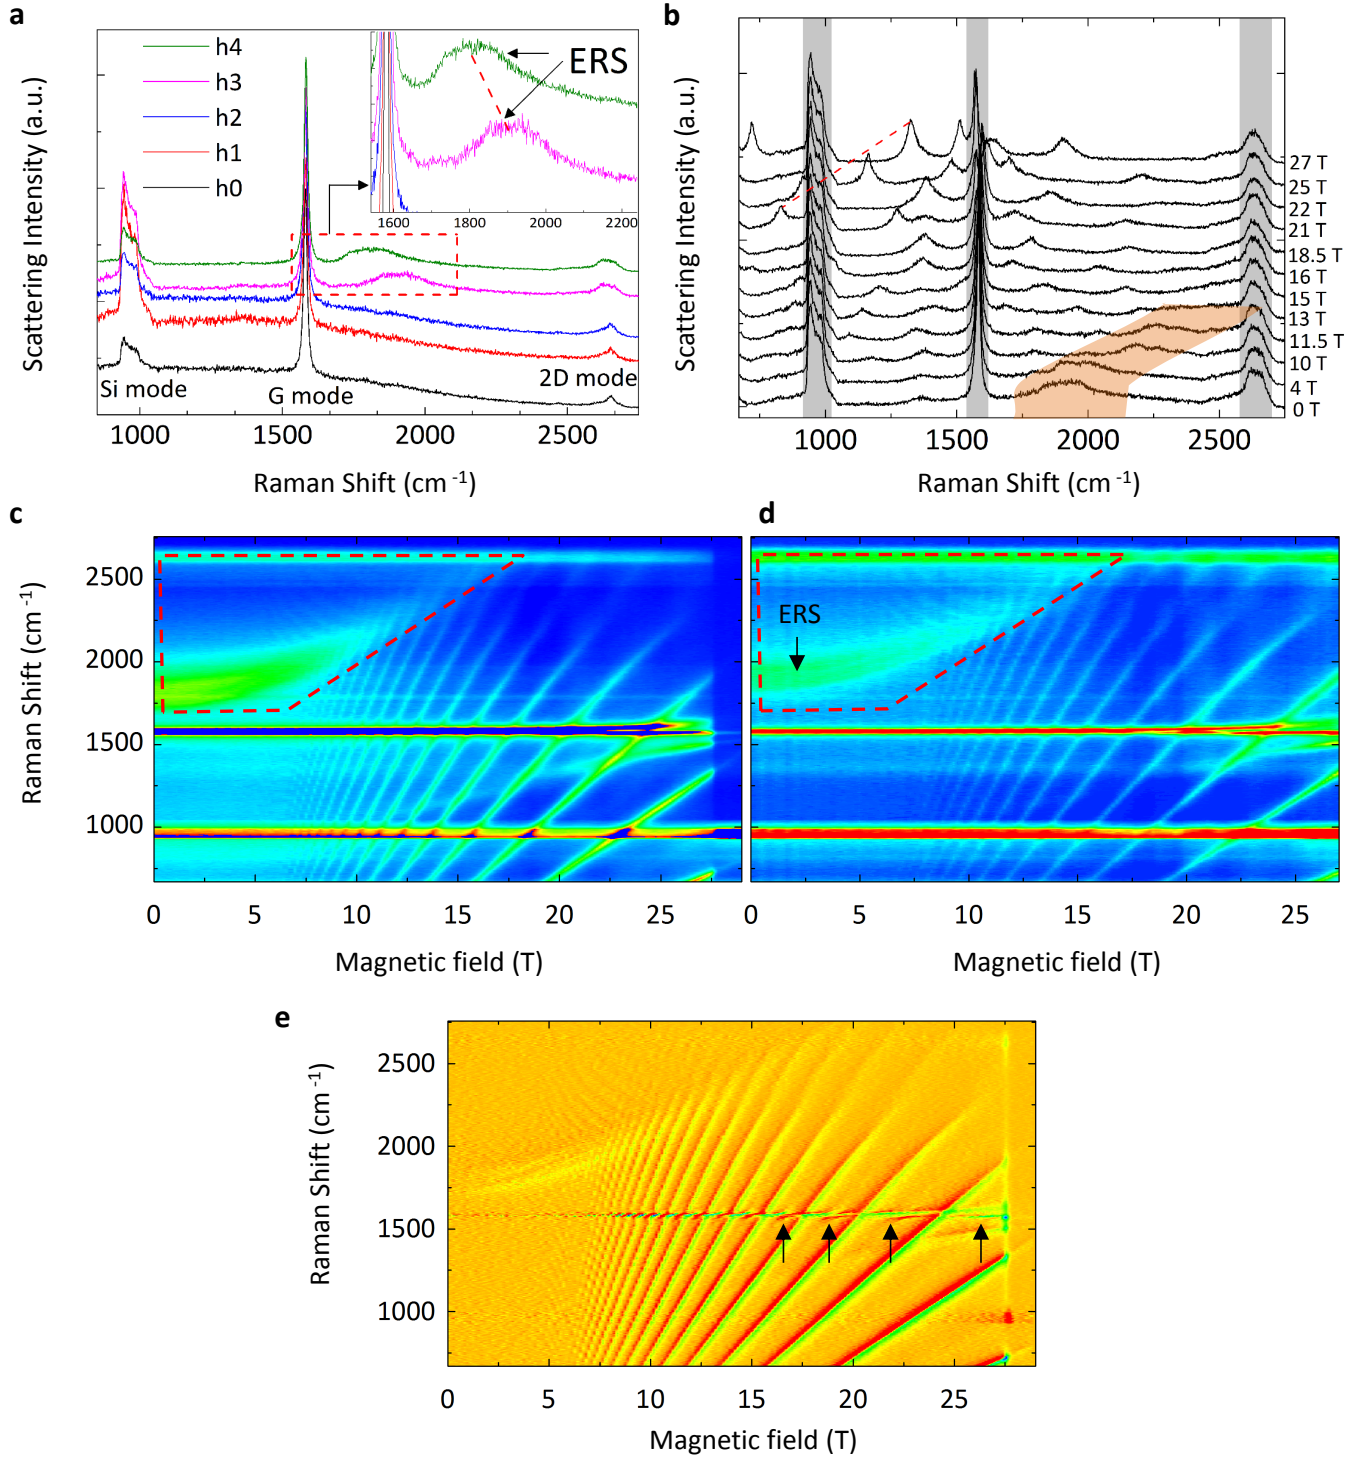 a
h4
h3
h2
h1
h0
ERS
1600 1800 2000 2200
Si mode
G mode
2D mode
1000 1500 2000 2500
Raman Shift (cm⁻¹)
Scattering Intensity (a.u.)
b
27 T
25 T
22 T
21 T
18.5 T
16 T
15 T
13 T
11.5 T
10 T
4 T
0 T
1000 1500 2000 2500
Raman Shift (cm⁻¹)
Scattering Intensity (a.u.)
c
2500
2000
1500
1000
0 5 10 15 20 25
Magnetic field (T)
Raman Shift (cm⁻¹)
d
ERS
0 5 10 15 20 25
Magnetic field (T)
e
2500
2000
1500
1000
0 5 10 15 20 25
Magnetic field (T)
Raman Shift (cm⁻¹)